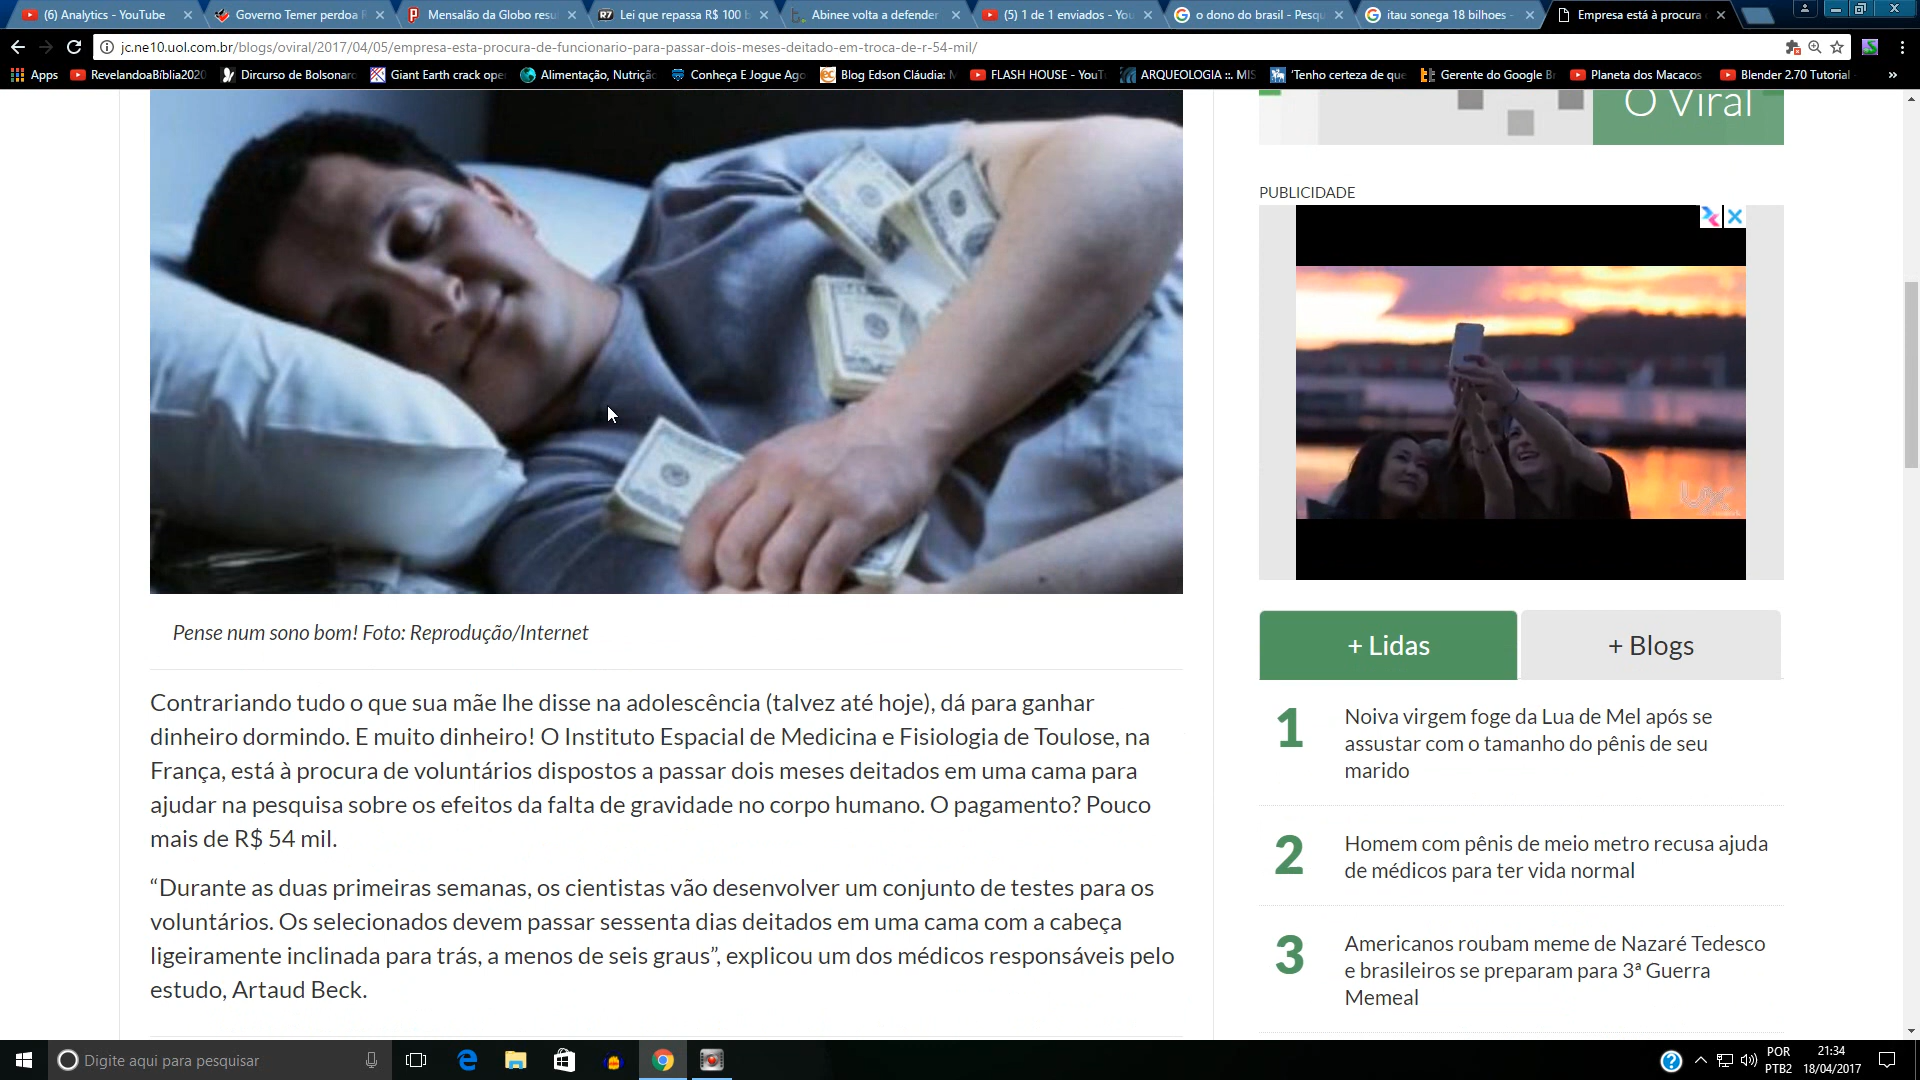 (6) Analytics - YouTube
Governo Temer perdoa
Mensalão da Globo resu
Lei que repassa R$ 100 b
Abinee volta a defender
(5) 1 de 1 enviados - You
o dono do brasil - Pesqu
itau sonega 18 bilhoes -
Empresa está à procura
jc.ne10.uol.com.br/blogs/oviral/2017/04/05/empresa-esta-procura-de-funcionario-para-passar-dois-meses-deitado-em-troca-de-r-54-mil/
Apps
RevelandoaBíblia2020
Dircurso de Bolsonaro
Giant Earth crack ope
Alimentação, Nutrição
Conheça E Jogue Ago
Blog Edson Cláudia:
FLASH HOUSE - YouT
ARQUEOLOGIA ::. MIS
'Tenho certeza de que
Gerente do Google B
Planeta dos Macacos
Blender 2.70 Tutorial
O Viral
PUBLICIDADE
Pense num sono bom! Foto: Reprodução/Internet
Contrariando tudo o que sua mãe lhe disse na adolescência (talvez até hoje), dá para ganhar
dinheiro dormindo. E muito dinheiro! O Instituto Espacial de Medicina e Fisiologia de Toulose, na
França, está à procura de voluntários dispostos a passar dois meses deitados em uma cama para
ajudar na pesquisa sobre os efeitos da falta de gravidade no corpo humano. O pagamento? Pouco
mais de R$ 54 mil.
“Durante as duas primeiras semanas, os cientistas vão desenvolver um conjunto de testes para os
voluntários. Os selecionados devem passar sessenta dias deitados em uma cama com a cabeça
ligeiramente inclinada para trás, a menos de seis graus”, explicou um dos médicos responsáveis pelo
estudo, Artaud Beck.
+ Lidas
+ Blogs
1
Noiva virgem foge da Lua de Mel após se
assustar com o tamanho do pênis de seu
marido
2
Homem com pênis de meio metro recusa ajuda
de médicos para ter vida normal
3
Americanos roubam meme de Nazaré Tedesco
e brasileiros se preparam para 3ª Guerra
Memeal
Digite aqui para pesquisar
POR
PTB2
21:34
18/04/2017